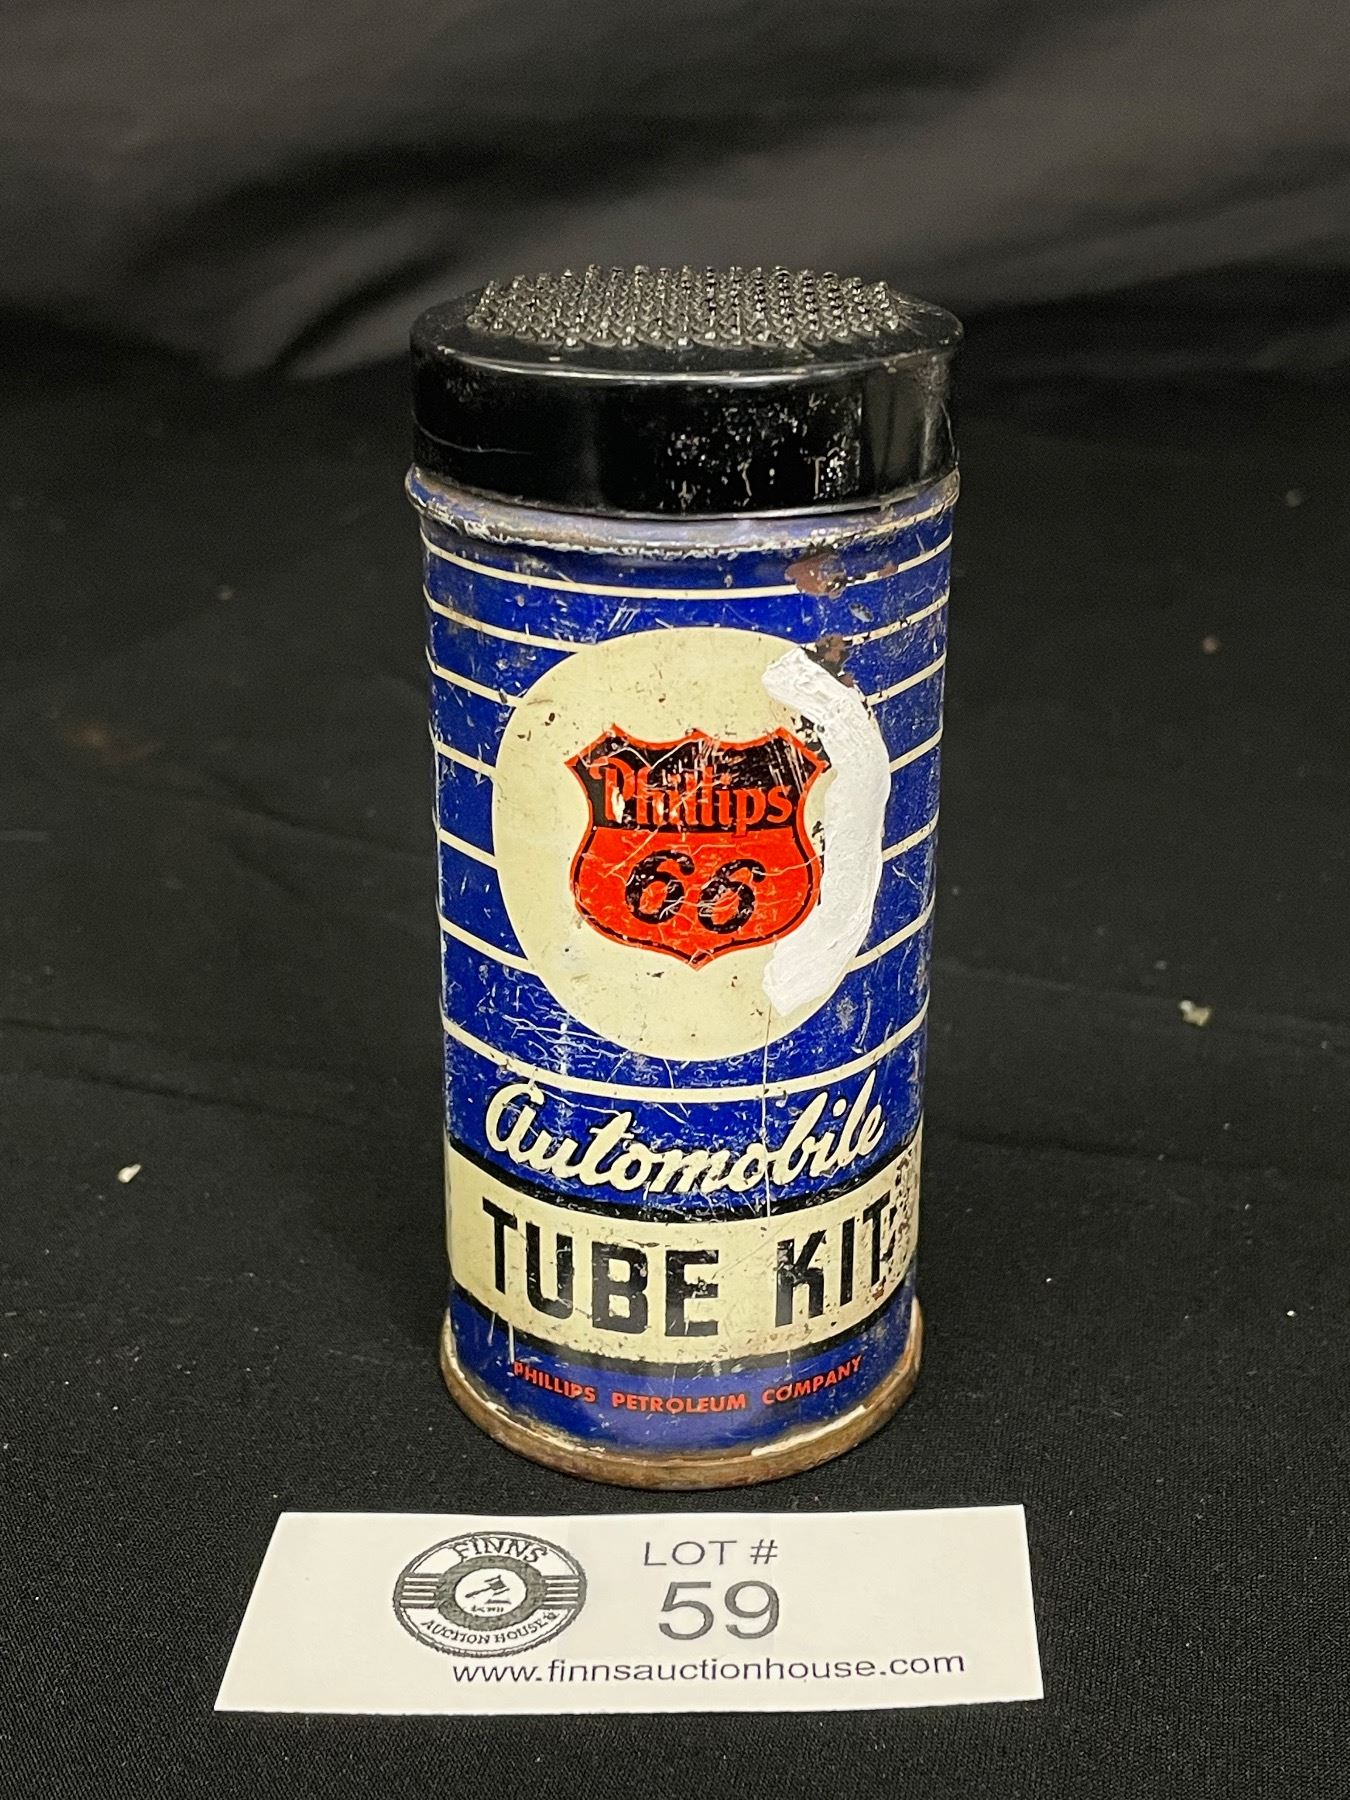 Phillips
66
Automobile
TUBE KIT
PHILLIPS PETROLEUM COMPANY
FINNS
AUCTION HOUSE
LOT #
59
www.finnsauctionhouse.com